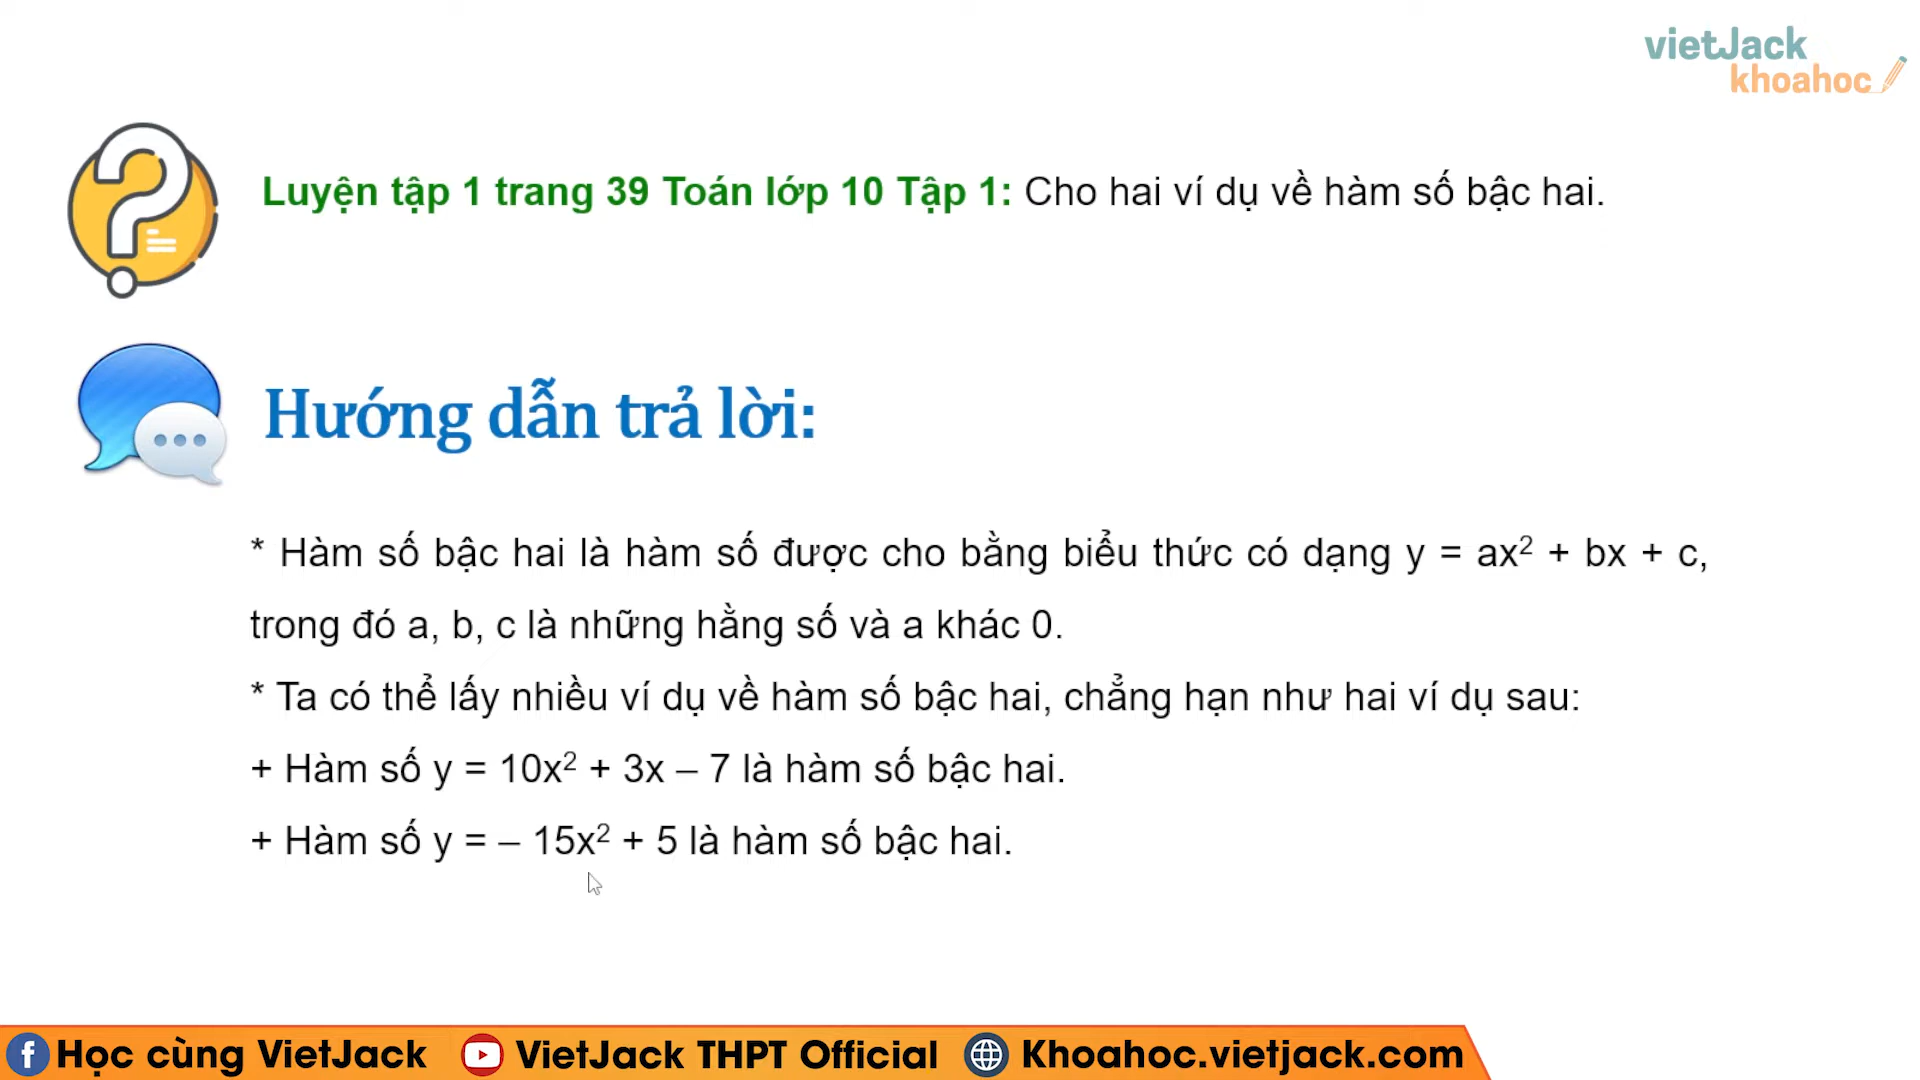 vietJack
khoahoc
Luyện tập 1 trang 39 Toán lớp 10 Tập 1: Cho hai ví dụ về hàm số bậc hai.
Hướng dẫn trả lời:
* Hàm số bậc hai là hàm số được cho bằng biểu thức có dạng y = ax² + bx + c,
trong đó a, b, c là những hằng số và a khác 0.
* Ta có thể lấy nhiều ví dụ về hàm số bậc hai, chẳng hạn như hai ví dụ sau:
+ Hàm số y = 10x² + 3x – 7 là hàm số bậc hai.
+ Hàm số y = – 15x² + 5 là hàm số bậc hai.
Học cùng VietJack VietJack THPT Official Khoahoc.vietjack.com